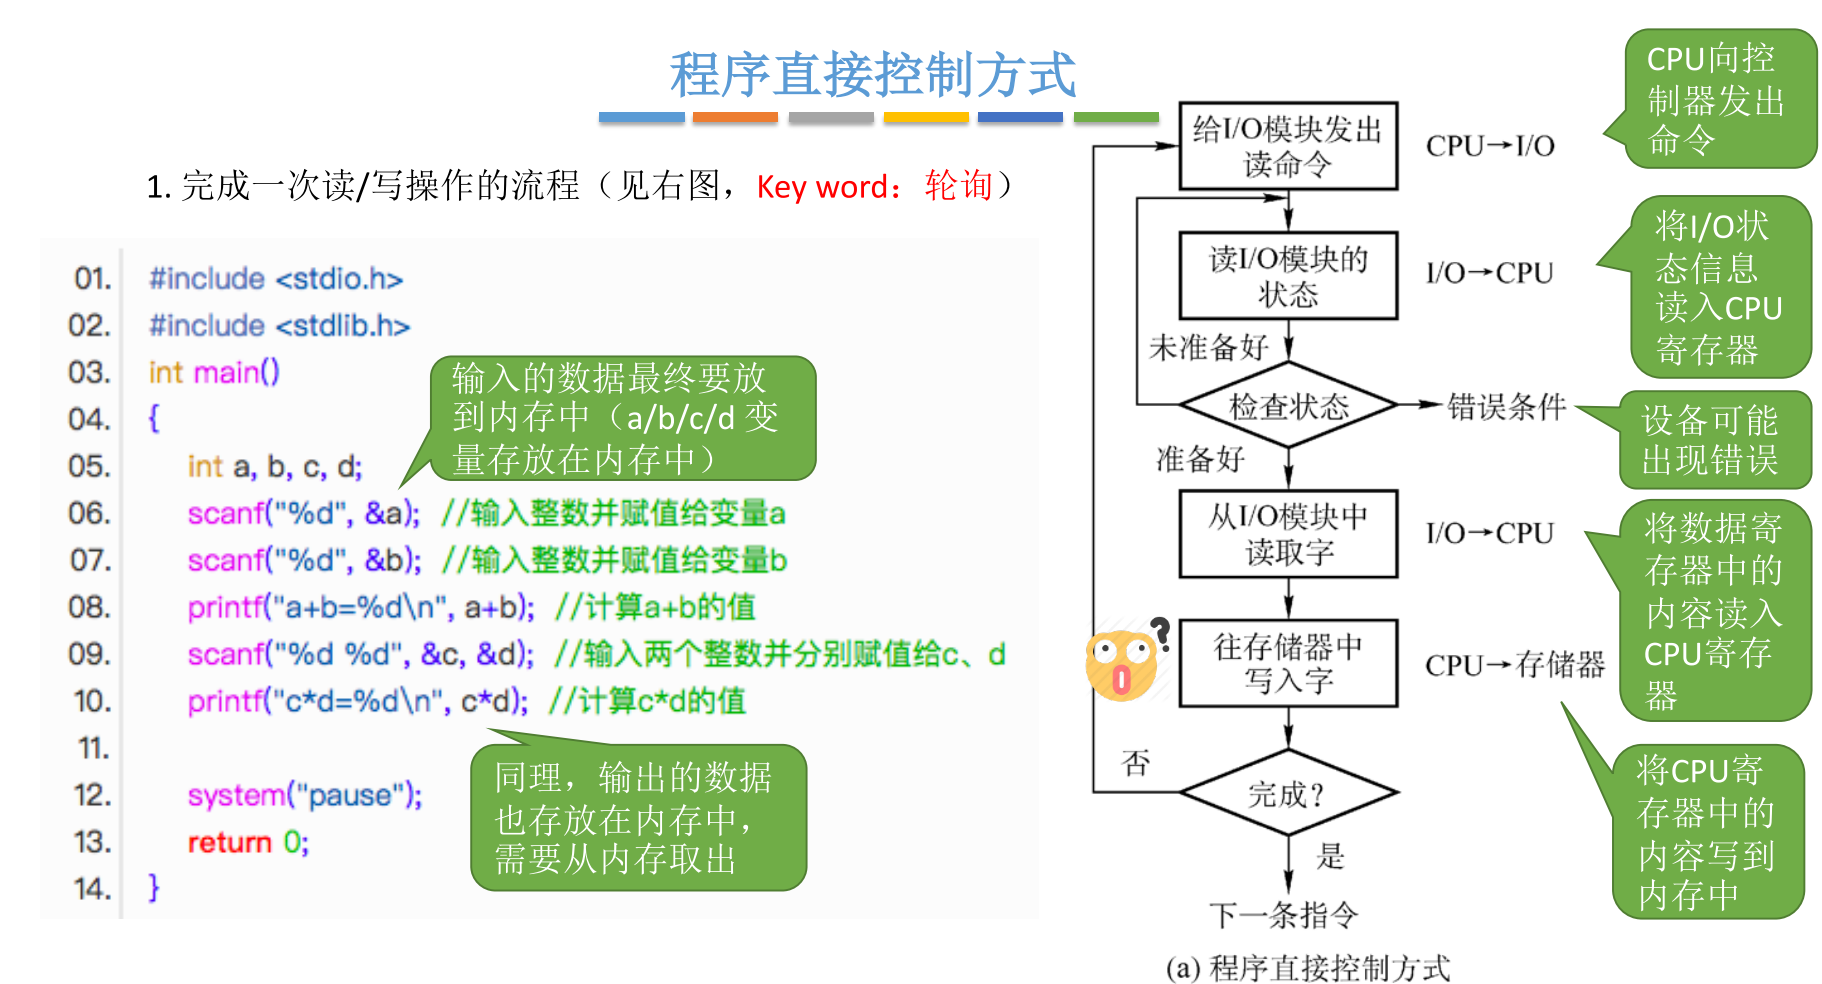 程序直接控制方式
1. 完成一次读/写操作的流程（见右图，Key word：轮询）
01. #include <stdio.h>
02. #include <stdlib.h>
03. int main()
04. {
05. int a, b, c, d;
06. scanf("%d", &a); //输入整数并赋值给变量a
07. scanf("%d", &b); //输入整数并赋值给变量b
08. printf("a+b=%d\n", a+b); //计算a+b的值
09. scanf("%d %d", &c, &d); //输入两个整数并分别赋值给c、d
10. printf("c*d=%d\n", c*d); //计算c*d的值
11.
12. system("pause");
13. return 0;
14. }
输入的数据最终要放
到内存中（a/b/c/d 变
量存放在内存中）
同理，输出的数据
也存放在内存中，
需要从内存取出
给I/O模块发出
读命令
CPU→I/O
读I/O模块的
状态
I/O→CPU
未准备好
检查状态
错误条件
准备好
从I/O模块中
读取字
I/O→CPU
往存储器中
写入字
CPU→存储器
否
完成?
是
下一条指令
(a) 程序直接控制方式
CPU向控
制器发出
命令
将I/O状
态信息
读入CPU
寄存器
设备可能
出现错误
将数据寄
存器中的
内容读入
CPU寄存
器
将CPU寄
存器中的
内容写到
内存中